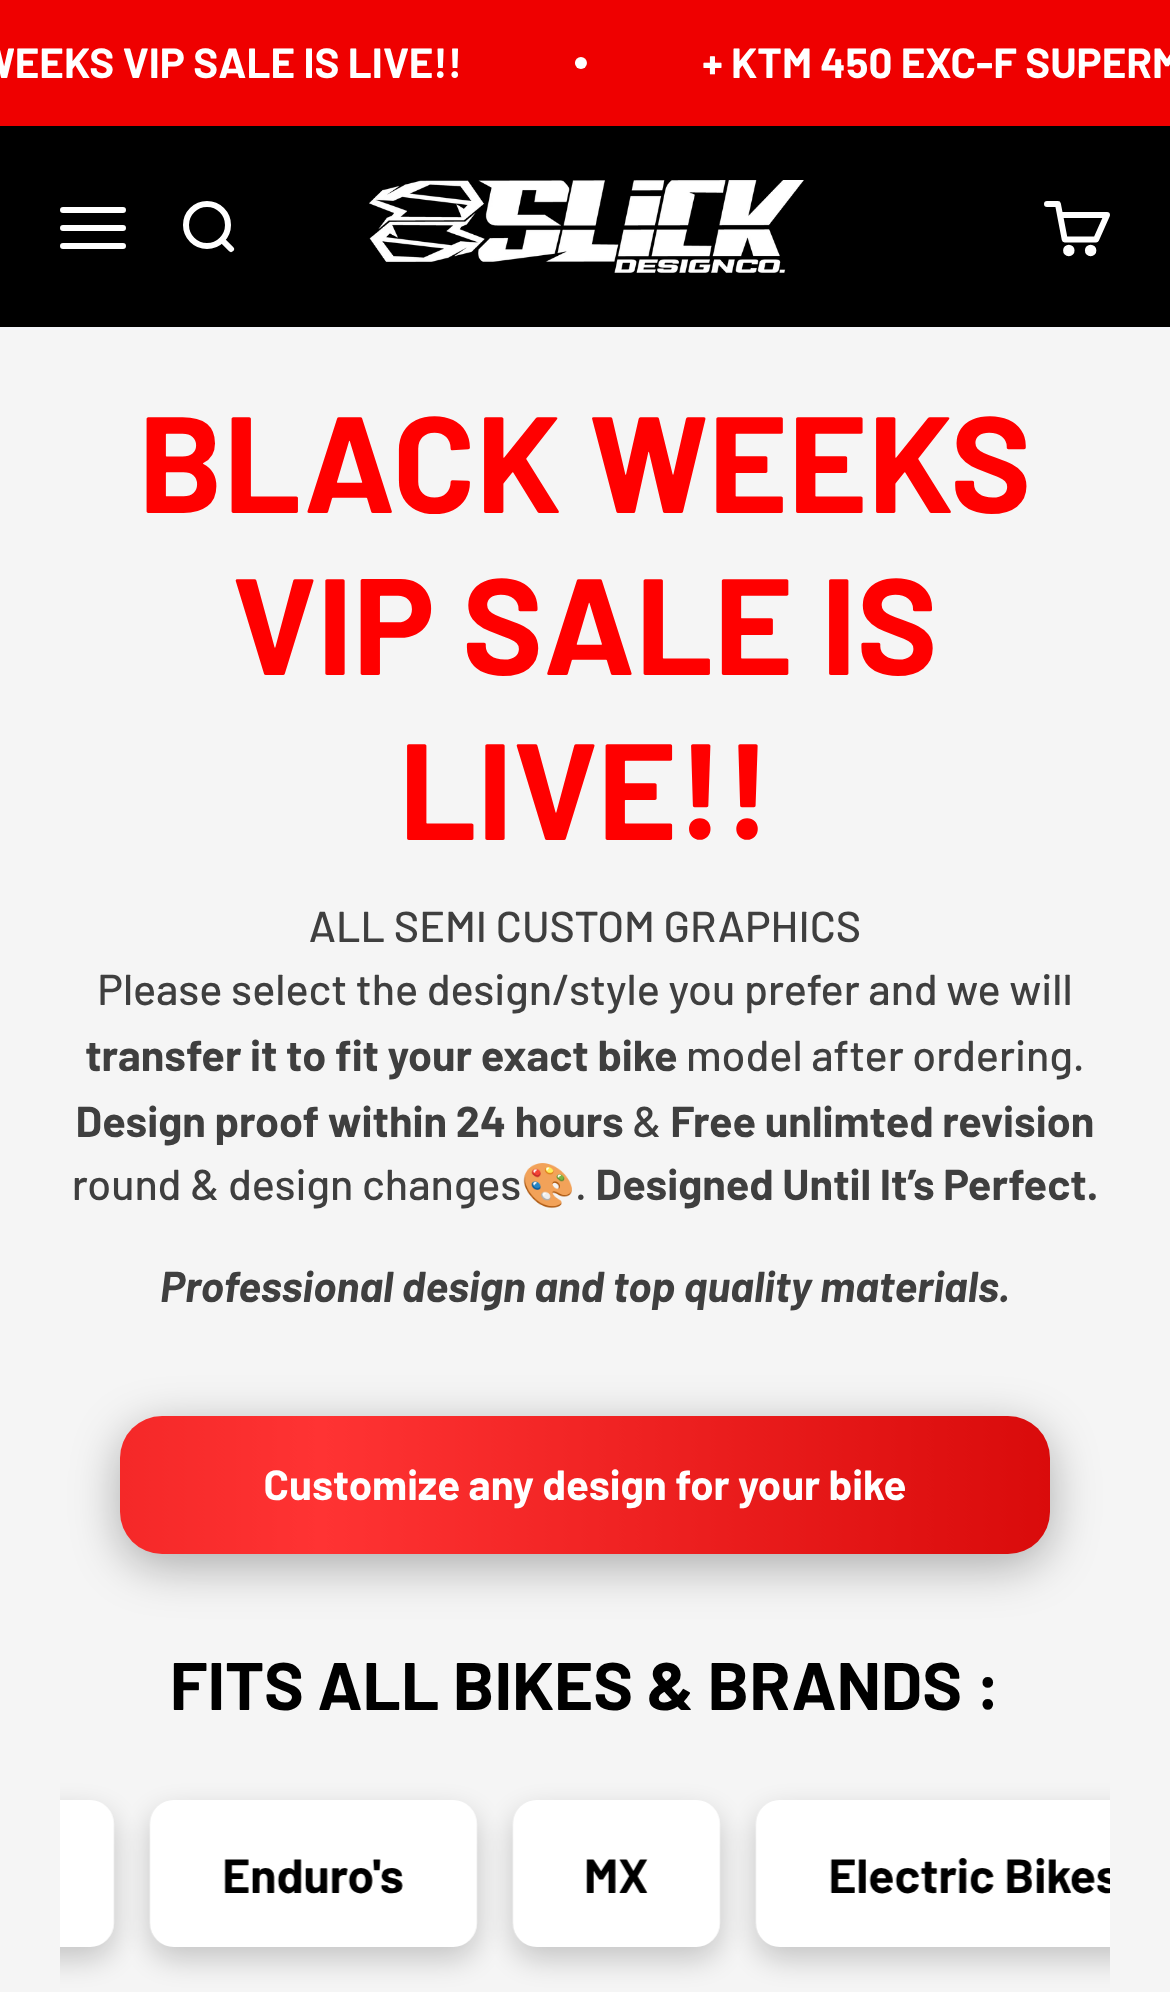 WEEKS VIP SALE IS LIVE!! • + KTM 450 EXC-F SUPERM
SLiCK
DESIGNCO.
BLACK WEEKS
VIP SALE IS
LIVE!!
ALL SEMI CUSTOM GRAPHICS
Please select the design/style you prefer and we will
transfer it to fit your exact bike model after ordering.
Design proof within 24 hours & Free unlimted revision
round & design changes🎨. Designed Until It’s Perfect.
Professional design and top quality materials.
Customize any design for your bike
FITS ALL BIKES & BRANDS :
Enduro's MX Electric Bikes